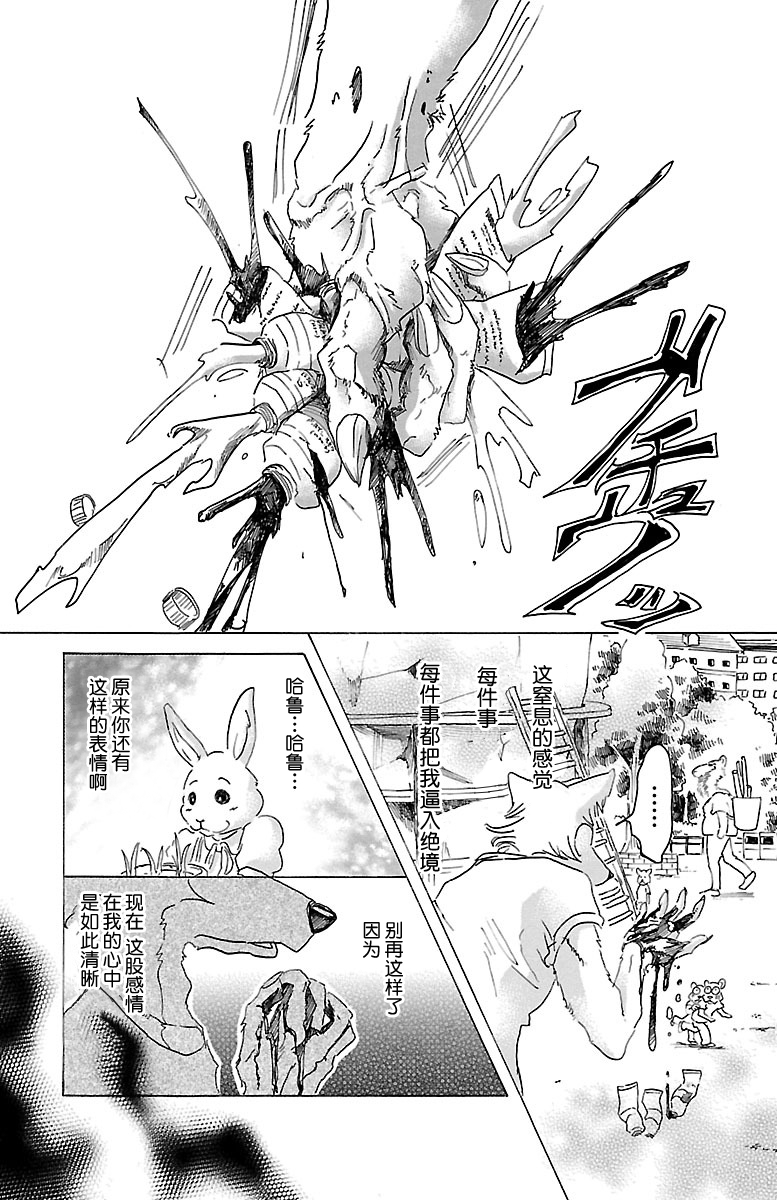 ブチュウッ
……
这窒息的感觉
每件事
每件事都把我逼入绝境
哈鲁…哈鲁…
原来你还有
这样的表情啊
别再这样了
因为
现在 这股感情
在我的心中
是如此清晰